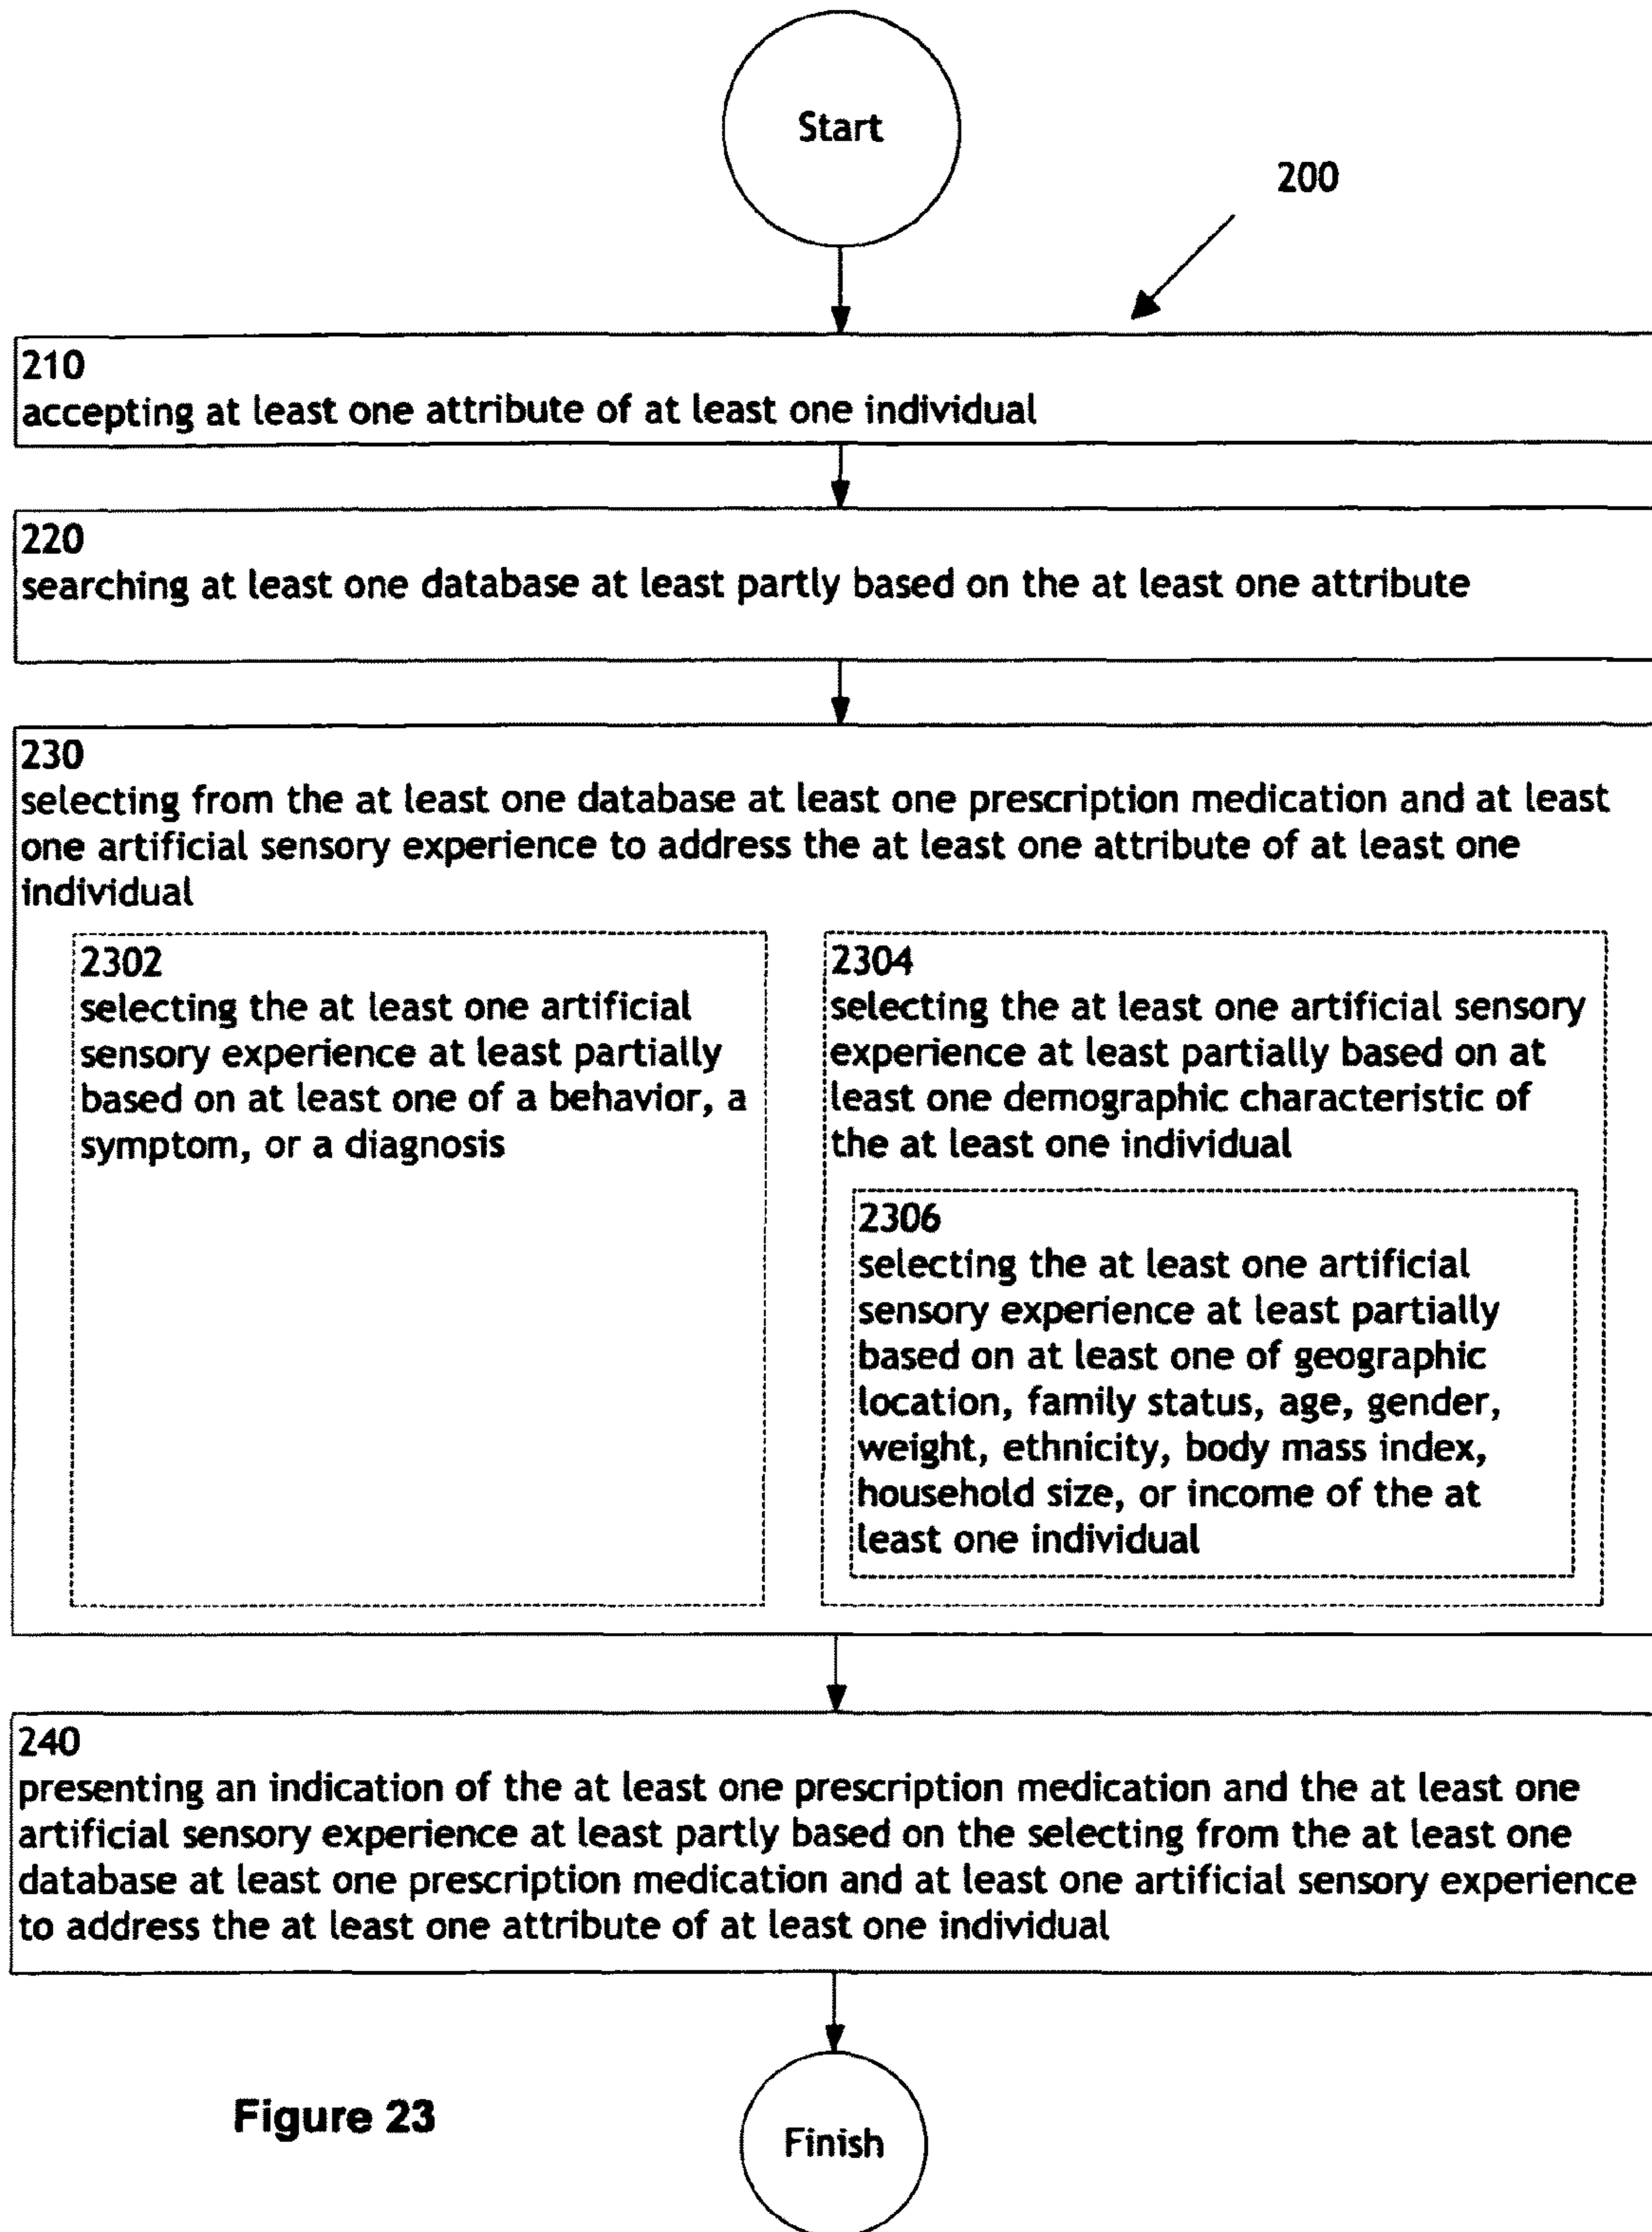 Start
200
210
accepting at least one attribute of at least one individual
220
searching at least one database at least partly based on the at least one attribute
230
selecting from the at least one database at least one prescription medication and at least
one artificial sensory experience to address the at least one attribute of at least one
individual
2302
selecting the at least one artificial
sensory experience at least partially
based on at least one of a behavior, a
symptom, or a diagnosis
2304
selecting the at least one artificial sensory
experience at least partially based on at
least one demographic characteristic of
the at least one individual
2306
selecting the at least one artificial
sensory experience at least partially
based on at least one of geographic
location, family status, age, gender,
weight, ethnicity, body mass index,
household size, or income of the at
least one individual
240
presenting an indication of the at least one prescription medication and the at least one
artificial sensory experience at least partly based on the selecting from the at least one
database at least one prescription medication and at least one artificial sensory experience
to address the at least one attribute of at least one individual
Figure 23
Finish